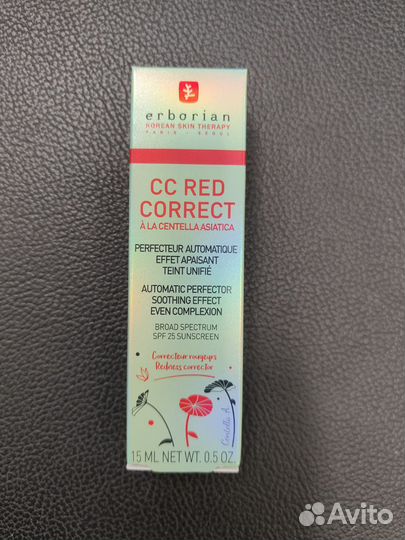 erborian
KOREAN SKIN THERAPY
PARIS - SEOUL
CC RED
CORRECT
À LA CENTELLA ASIATICA
PERFECTEUR AUTOMATIQUE
EFFET APAISANT
TEINT UNIFIÉ
AUTOMATIC PERFECTOR
SOOTHING EFFECT
EVEN COMPLEXION
BROAD SPECTRUM
SPF 25 SUNSCREEN
Correcteur rougeurs
Redness corrector
Centella A
15 ML NET WT. 0.5 OZ.
Avito